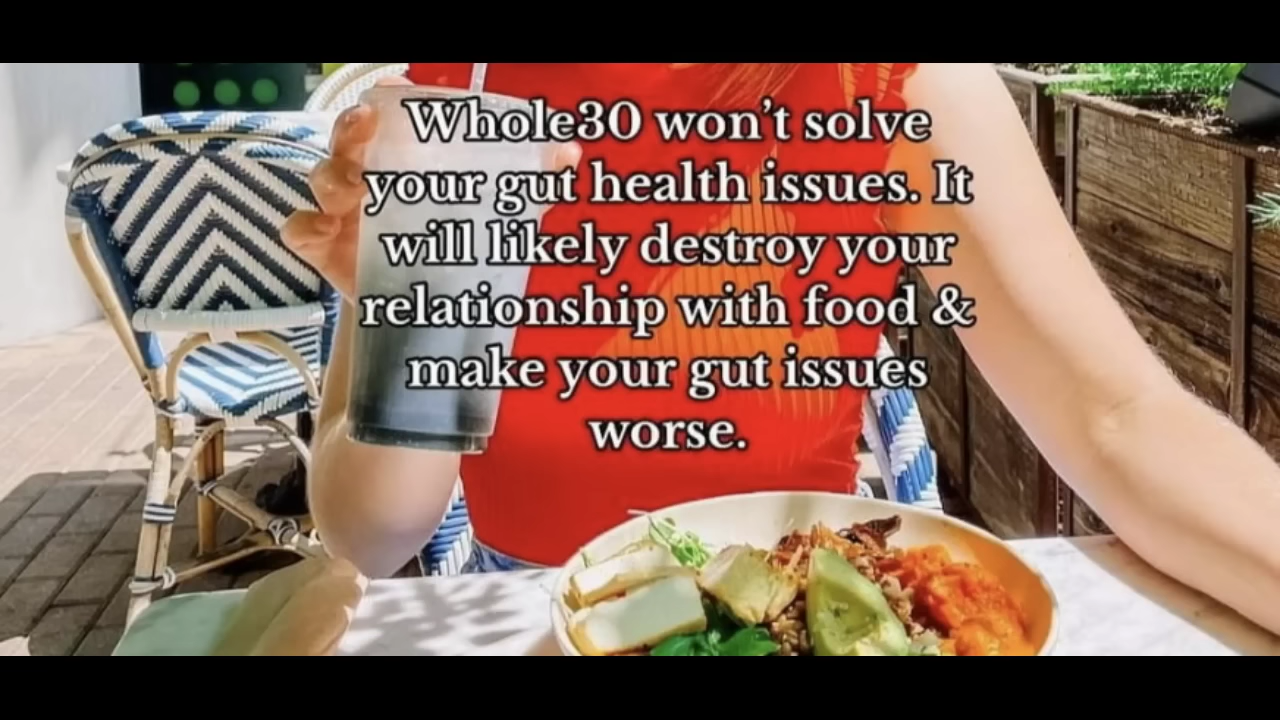 Whole30 won’t solve
your gut health issues. It
will likely destroy your
relationship with food &
make your gut issues
worse.